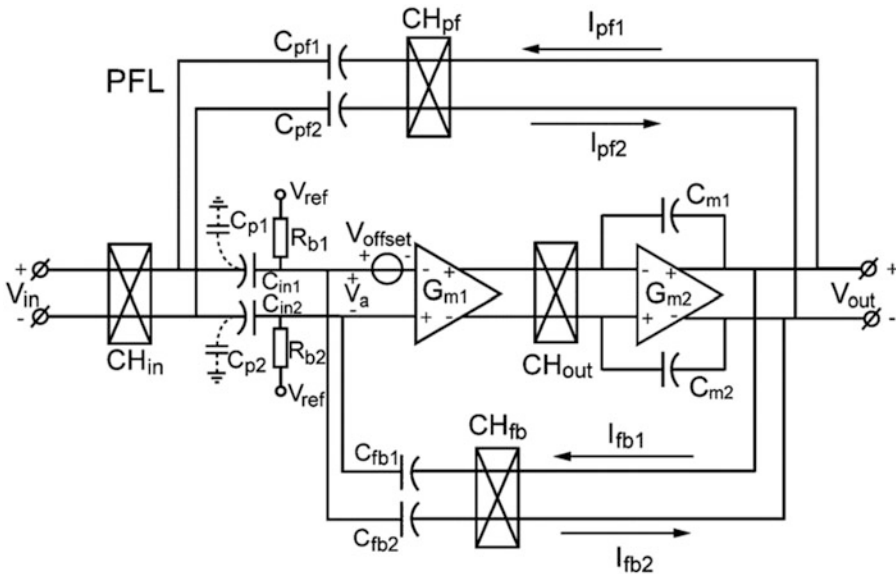 CHpf
Ipf1
Cpf1
PFL
Cpf2
Ipf2
Vref
Cm1
Cp1
Rb1
Voffset
+ -
+ Cin1 + - + - + +
Vin Va Gm1 Gm2 Vout
- Cin2 - + - + - -
Cp2 Rb2
CHin CHout Cm2
Vref
CHfb
Cfb1 Ifb1
Cfb2
Ifb2